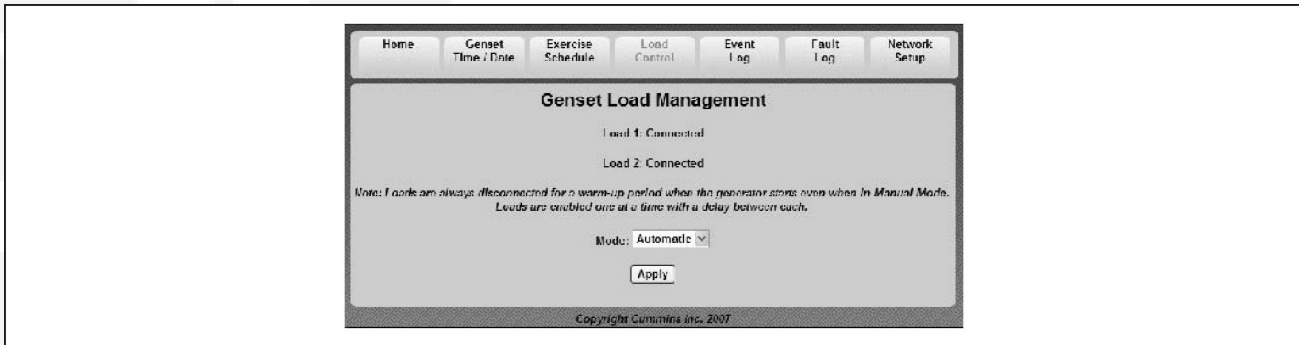 Home
Genset Time / Date
Exercise Schedule
Load Control
Event Log
Fault Log
Network Setup
Genset Load Management
Load 1: Connected
Load 2: Connected
Note: Loads are always disconnected for a warm-up period when the generator starts even when in Manual Mode.
Loads are enabled one at a time with a delay between each.
Mode: Automatic
Apply
Copyright Cummins Inc. 2007